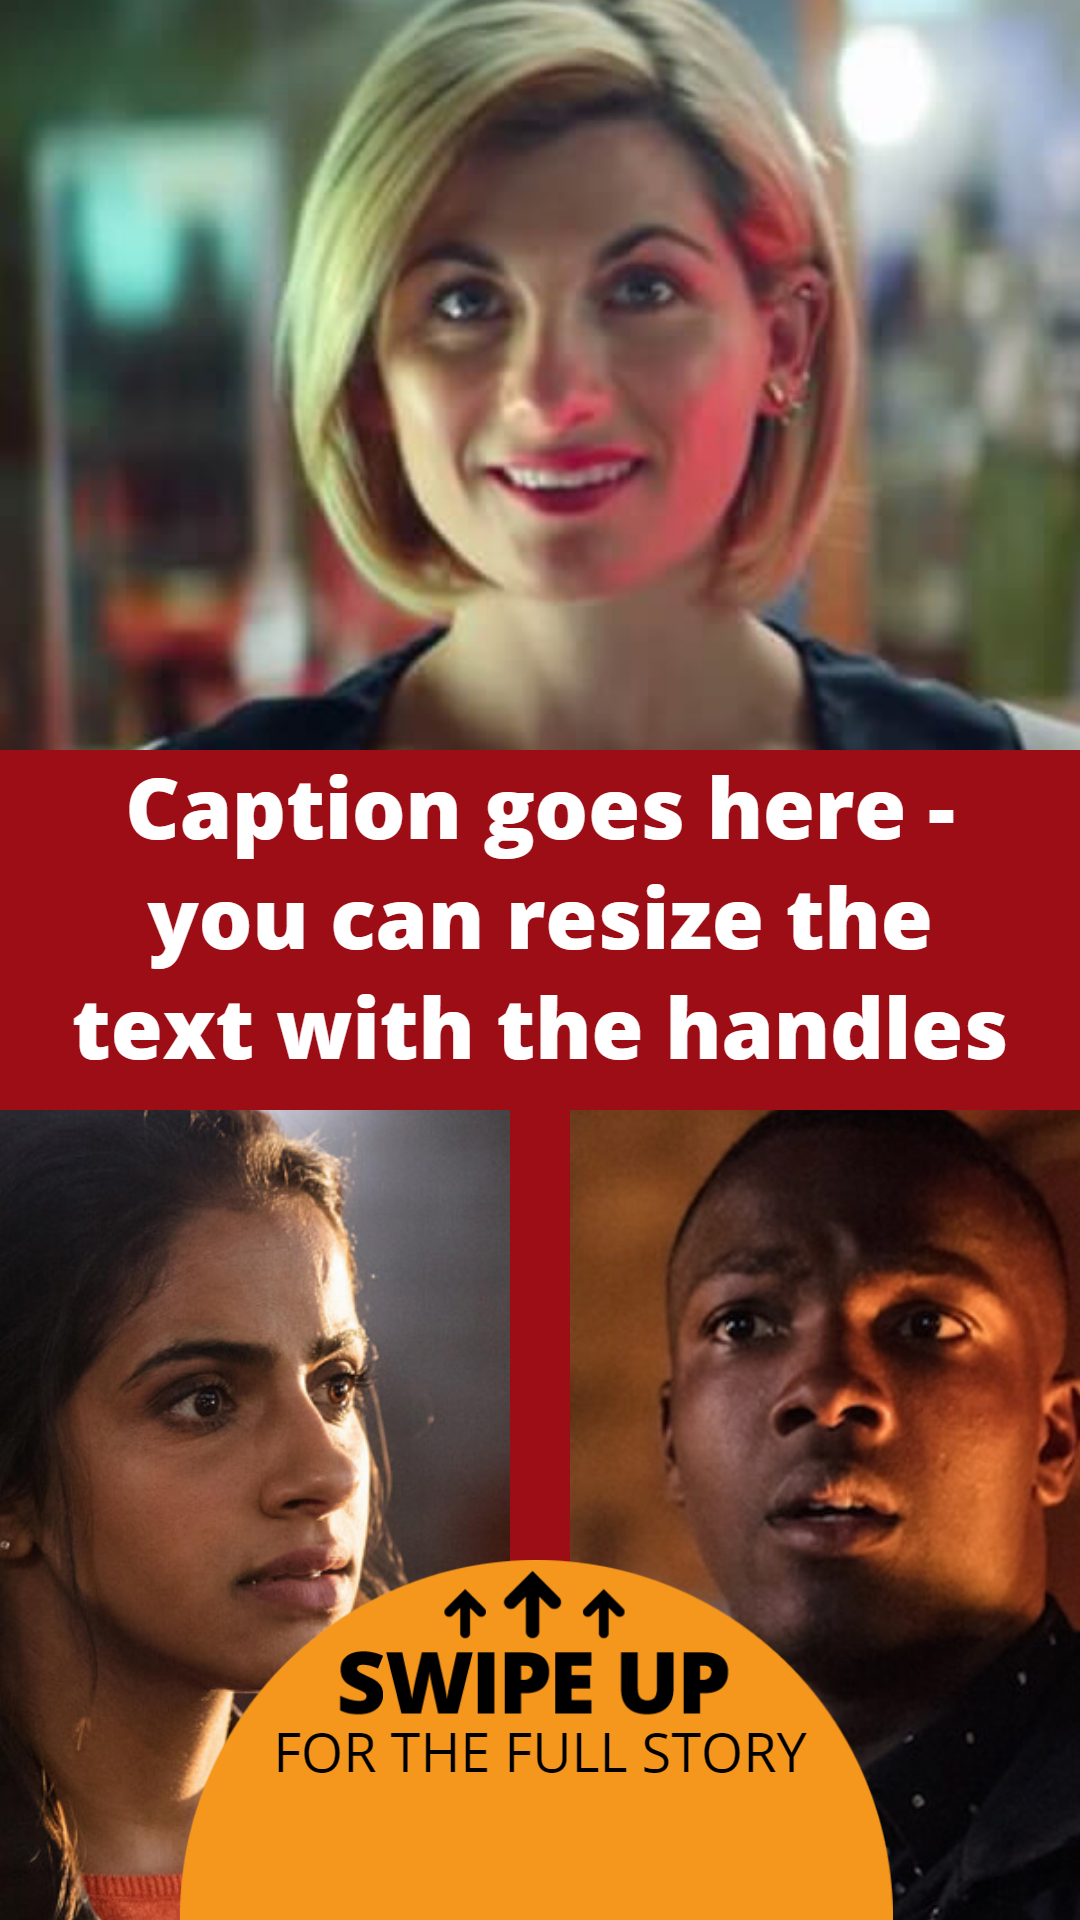 Caption goes here -
you can resize the
text with the handles
SWIPE UP
FOR THE FULL STORY